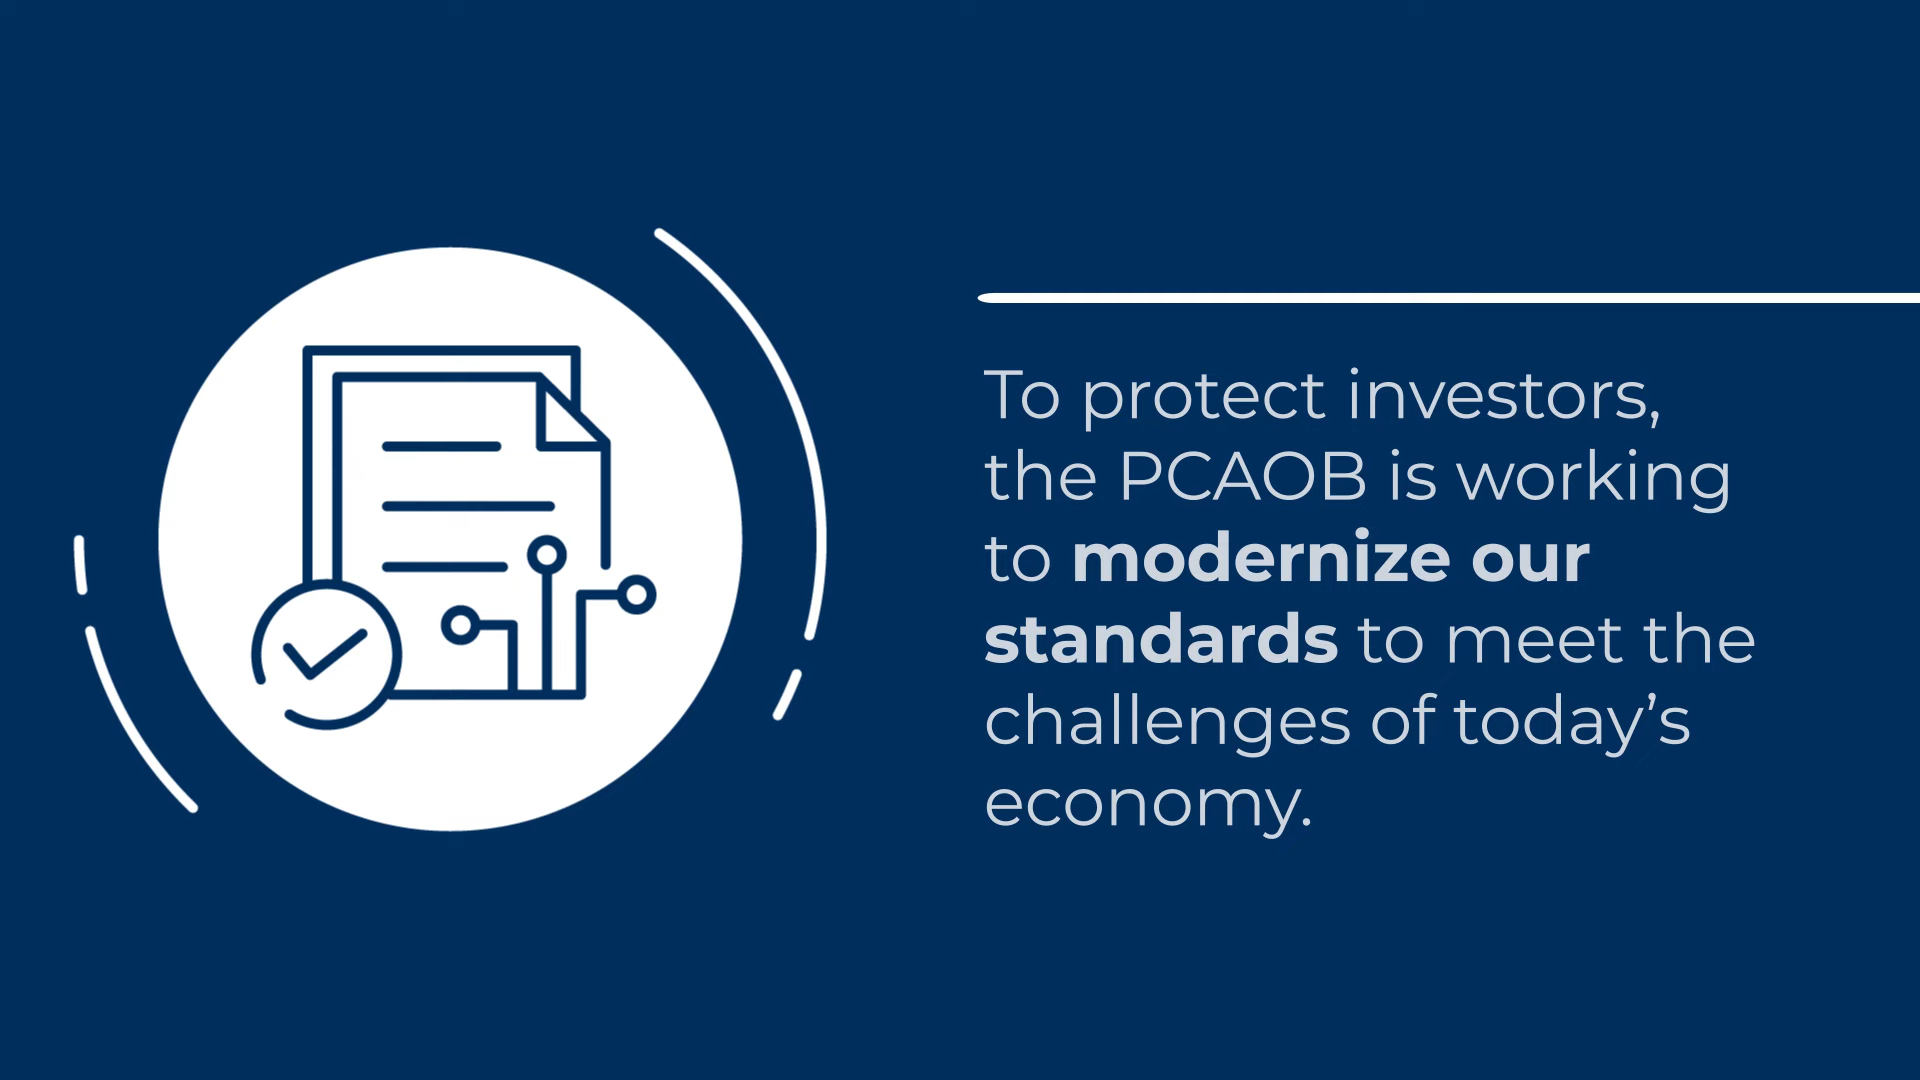 To protect investors,
the PCAOB is working
to modernize our
standards to meet the
challenges of today’s
economy.